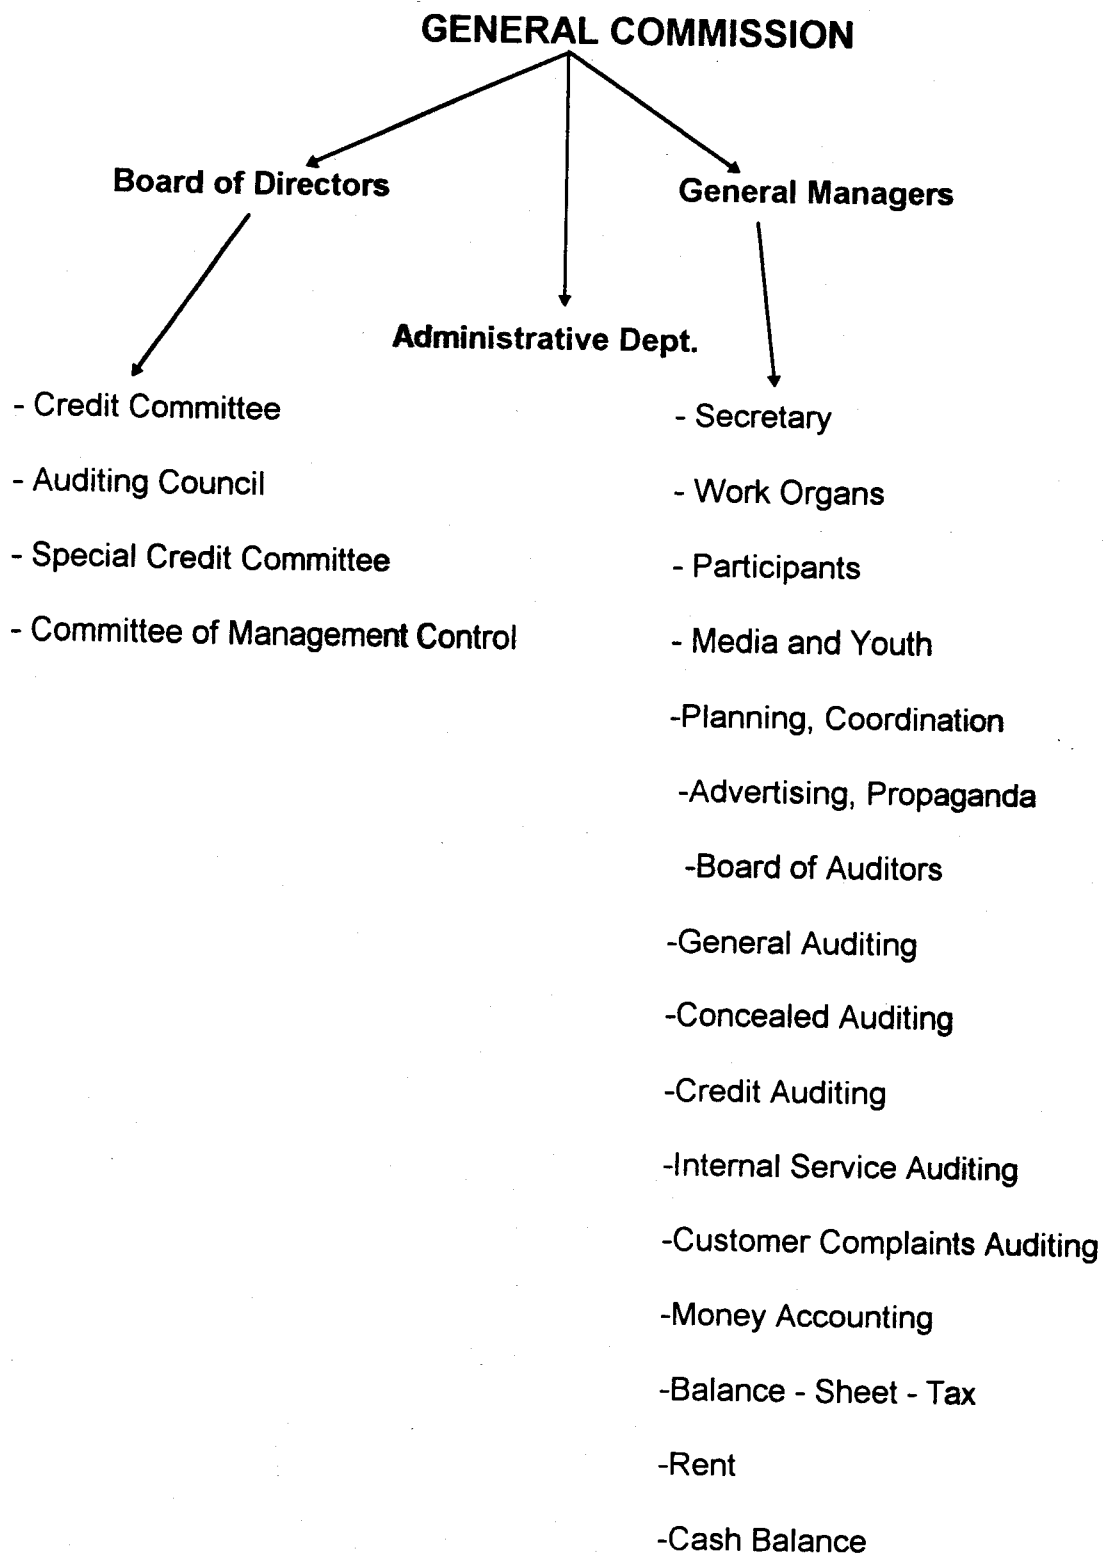 GENERAL COMMISSION
Board of Directors
General Managers
Administrative Dept.
- Credit Committee
- Auditing Council
- Special Credit Committee
- Committee of Management Control
- Secretary
- Work Organs
- Participants
- Media and Youth
-Planning, Coordination
-Advertising, Propaganda
-Board of Auditors
-General Auditing
-Concealed Auditing
-Credit Auditing
-Internal Service Auditing
-Customer Complaints Auditing
-Money Accounting
-Balance - Sheet - Tax
-Rent
-Cash Balance